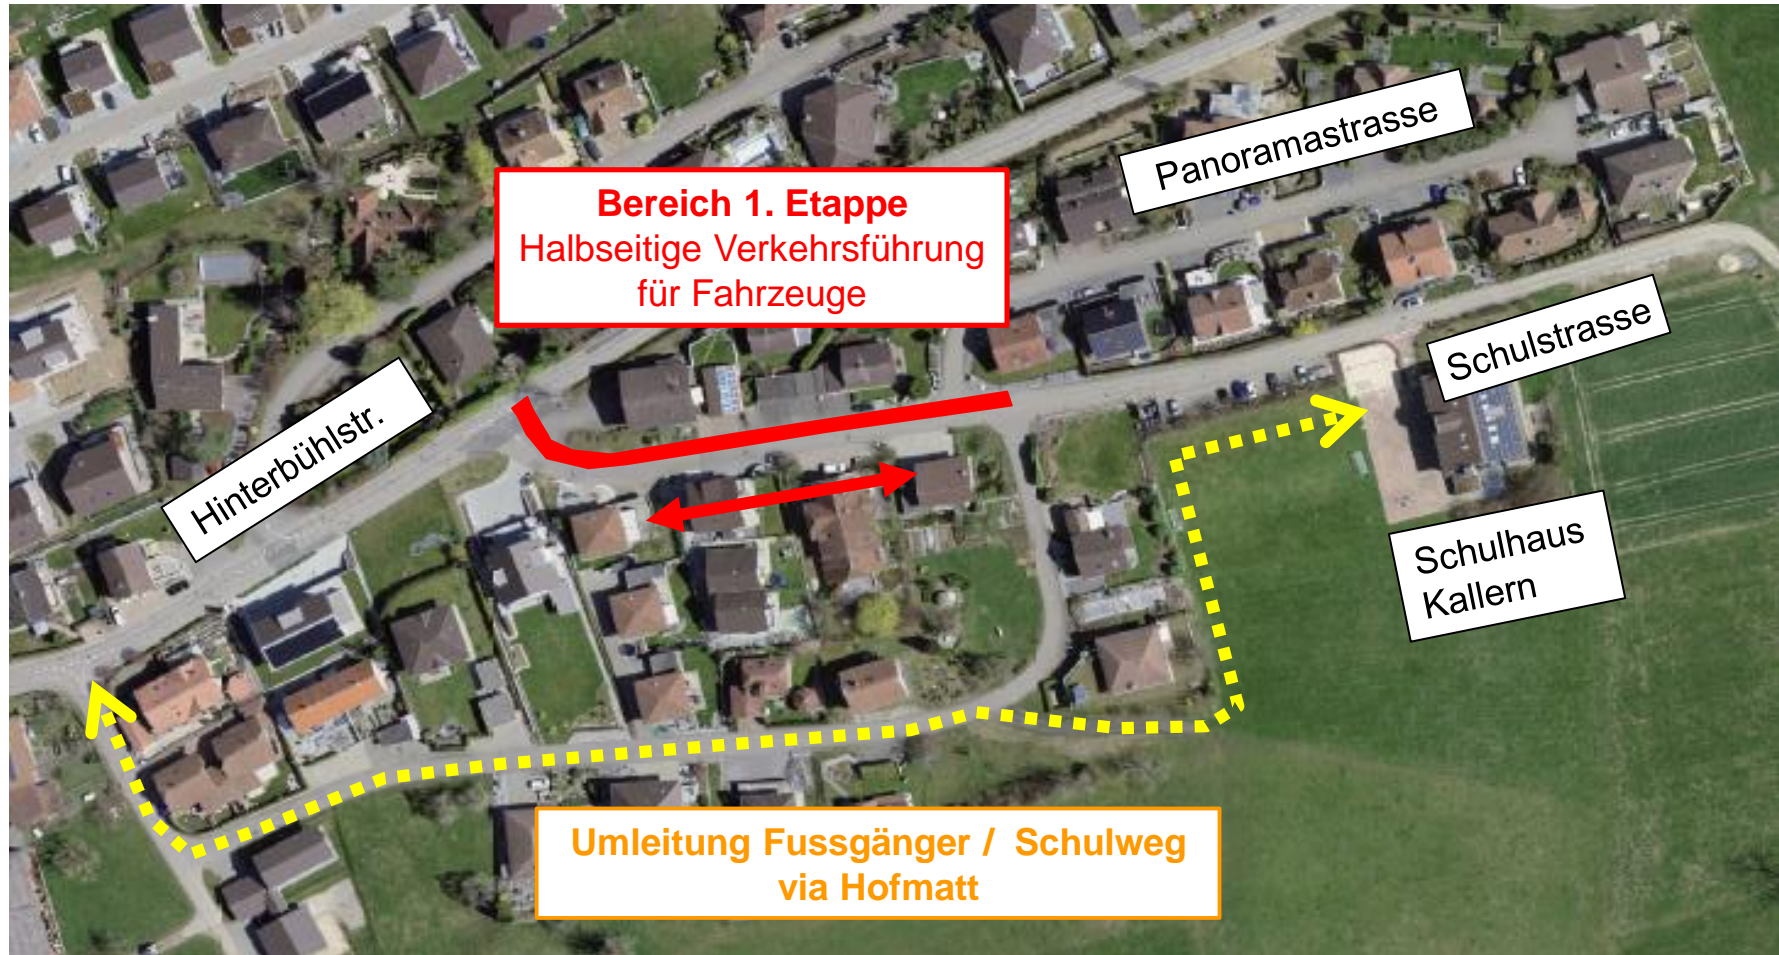 Panoramastrasse
Bereich 1. Etappe
Halbseitige Verkehrsführung
für Fahrzeuge
Schulstrasse
Hinterbühlstr.
Schulhaus
Kallern
Umleitung Fussgänger / Schulweg
via Hofmatt